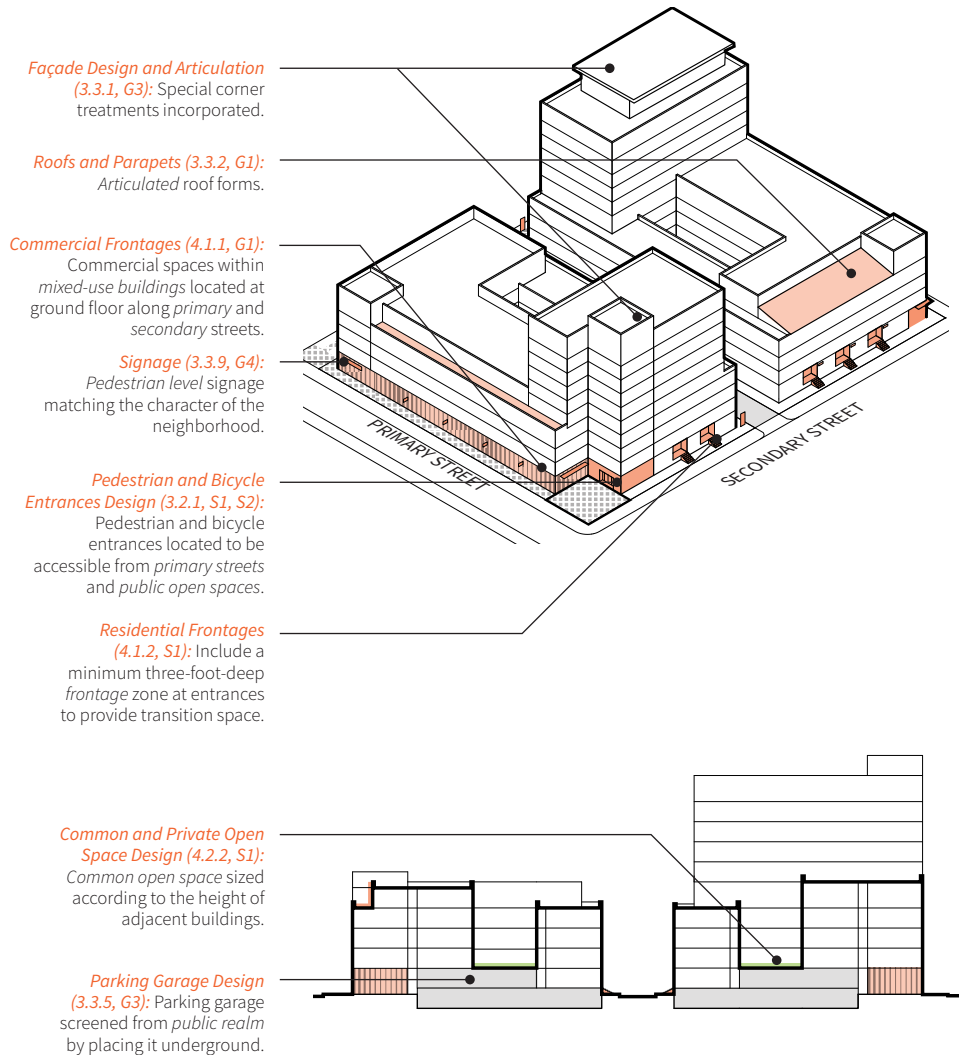 Façade Design and Articulation
(3.3.1, G3): Special corner
treatments incorporated.
Roofs and Parapets (3.3.2, G1):
Articulated roof forms.
Commercial Frontages (4.1.1, G1):
Commercial spaces within
mixed-use buildings located at
ground floor along primary and
secondary streets.
Signage (3.3.9, G4):
Pedestrian level signage
matching the character of the
neighborhood.
Pedestrian and Bicycle
Entrances Design (3.2.1, S1, S2):
Pedestrian and bicycle
entrances located to be
accessible from primary streets
and public open spaces.
Residential Frontages
(4.1.2, S1): Include a
minimum three-foot-deep
frontage zone at entrances
to provide transition space.
PRIMARY STREET
SECONDARY STREET
Common and Private Open
Space Design (4.2.2, S1):
Common open space sized
according to the height of
adjacent buildings.
Parking Garage Design
(3.3.5, G3): Parking garage
screened from public realm
by placing it underground.